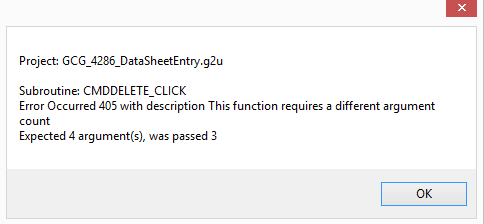 Project: GCG_4286_DataSheetEntry.g2u
Subroutine: CMDDELETE_CLICK
Error Occurred 405 with description This function requires a different argument
count
Expected 4 argument(s), was passed 3
OK